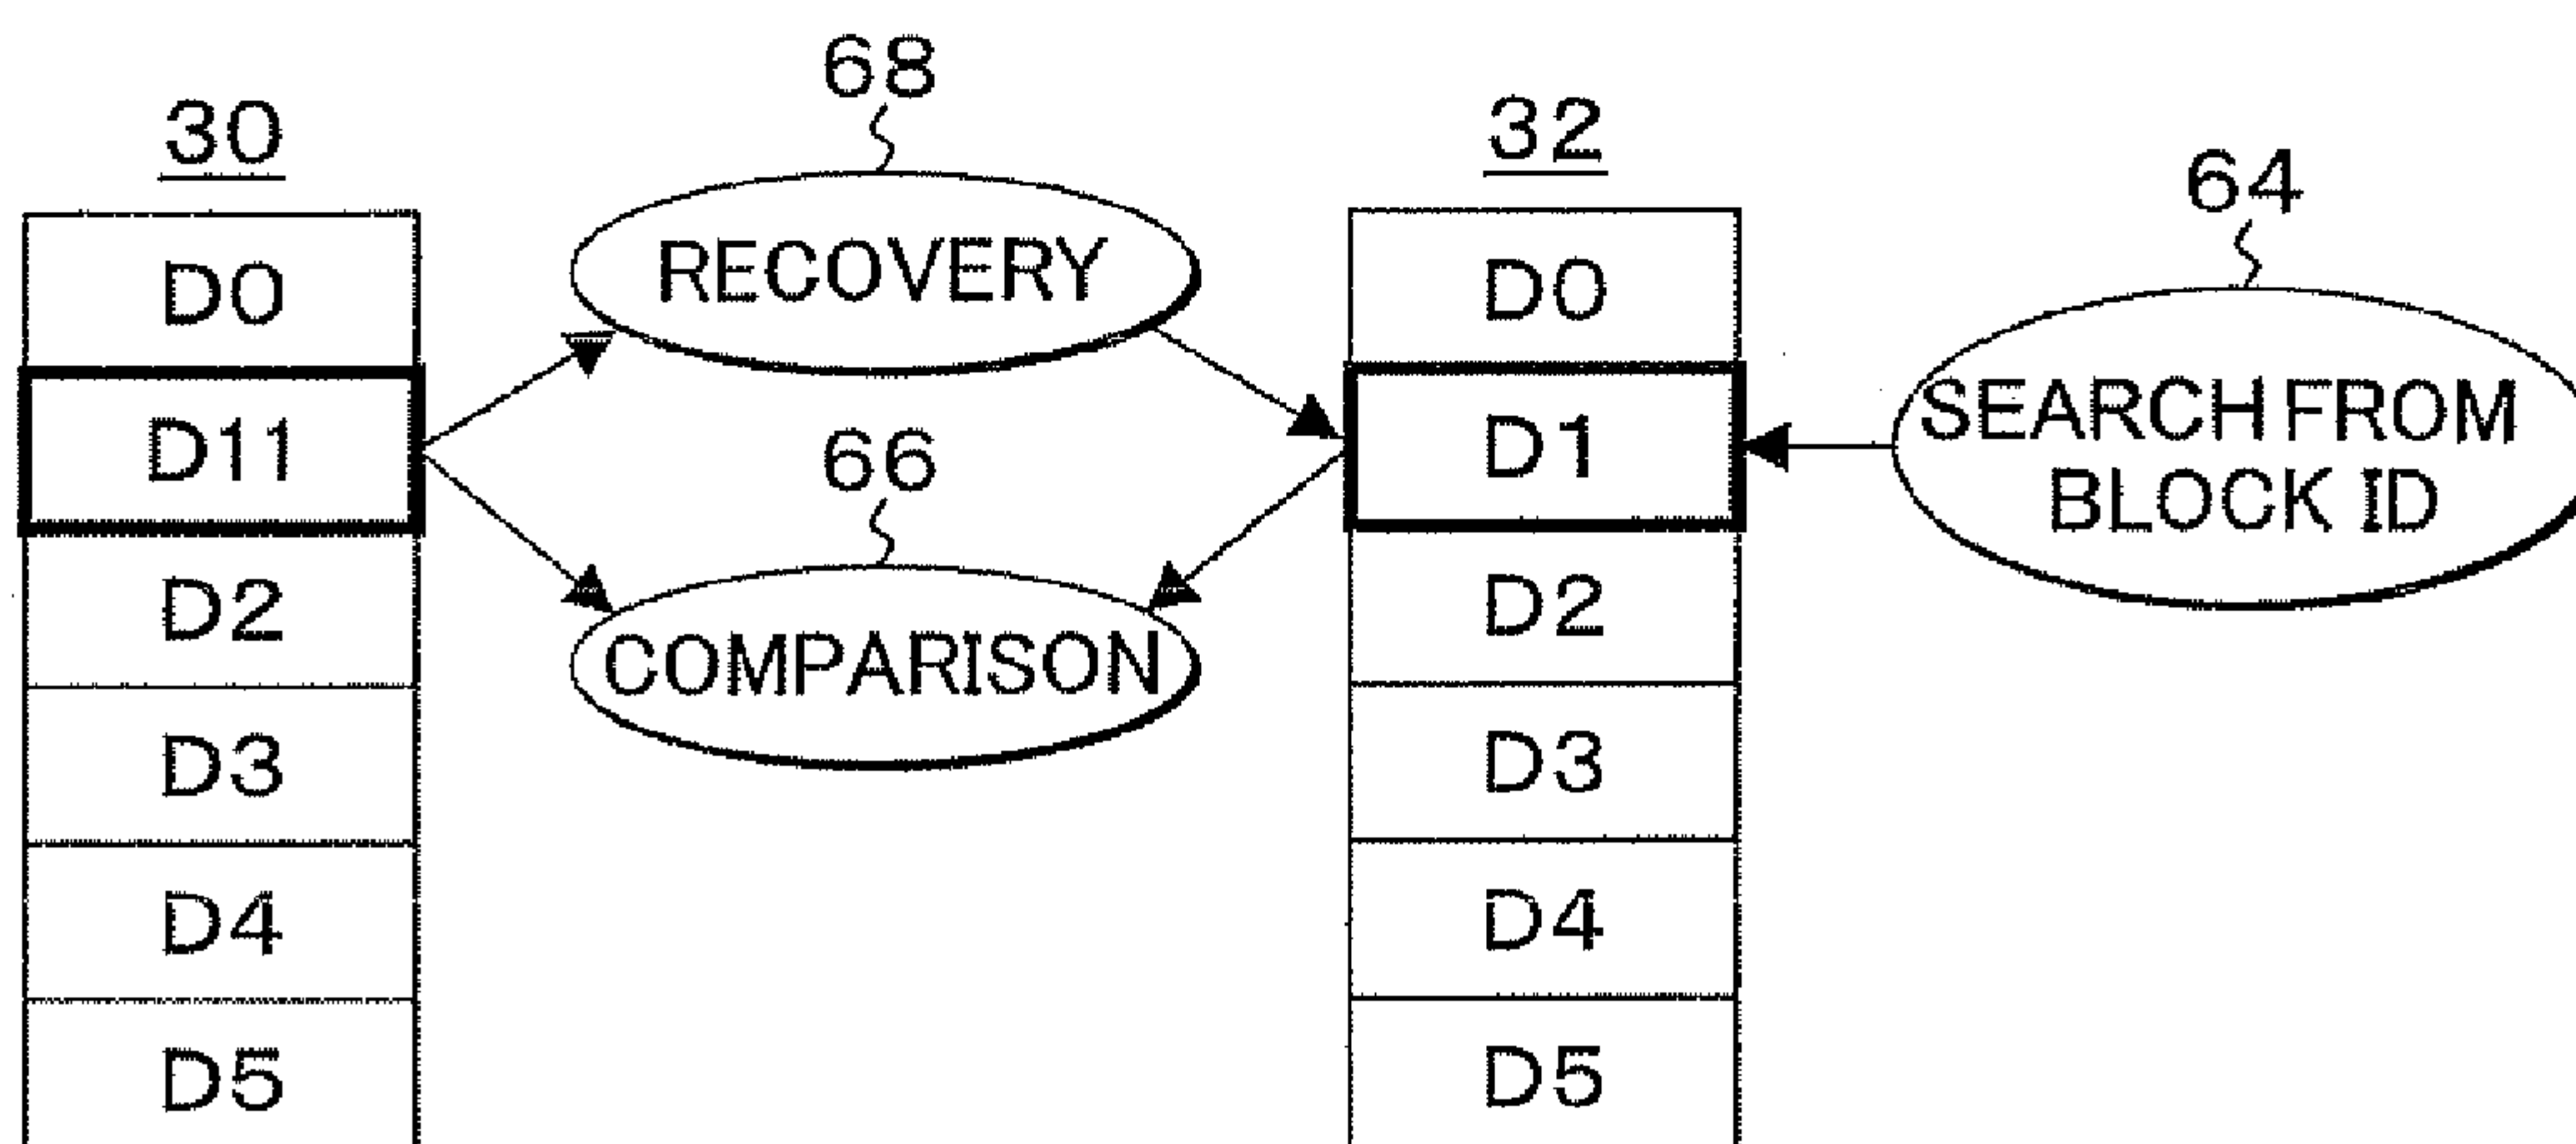 68
30
32
64
D0
RECOVERY
D0
D11
66
D1
SEARCH FROM
BLOCK ID
D2
COMPARISON
D2
D3
D3
D4
D4
D5
D5